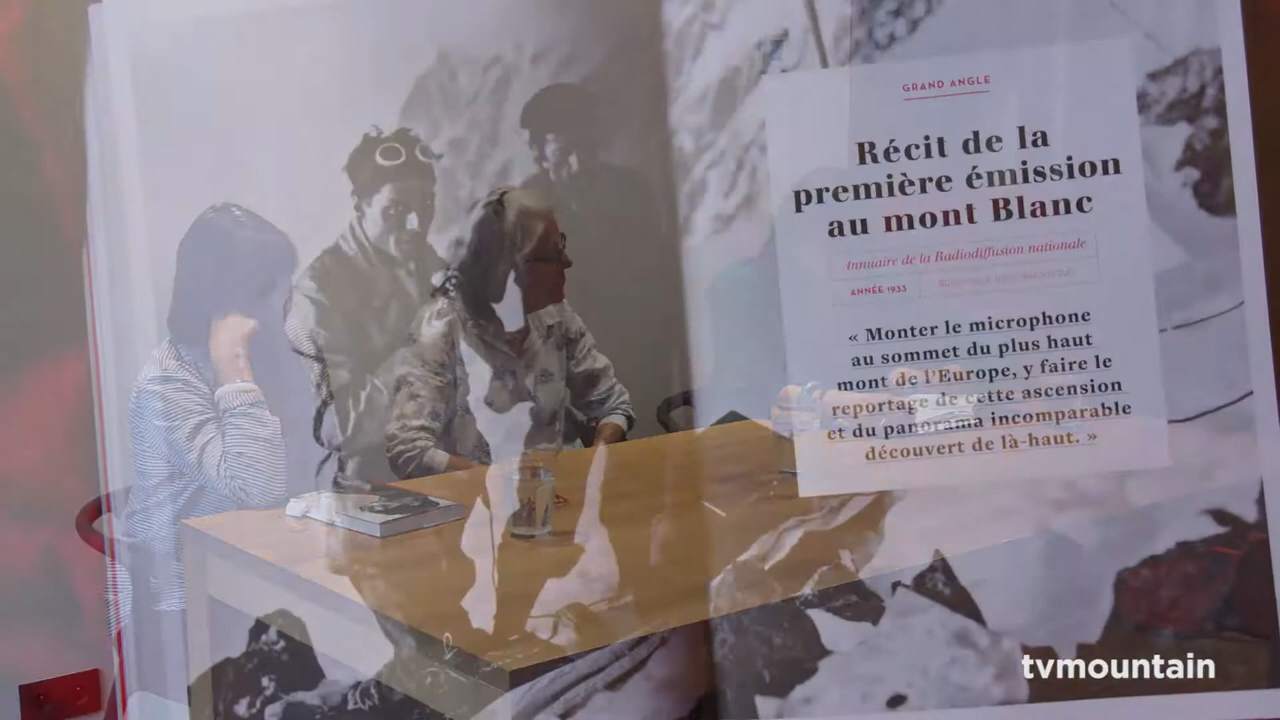 GRAND ANGLE
Récit de la
première émission
au mont Blanc
Annuaire de la Radiodiffusion nationale
ANNÉE 1933
« Monter le microphone
au sommet du plus haut
mont de l'Europe, y faire le
reportage de cette ascension
et du panorama incomparable
découvert de là-haut. »
tvmountain